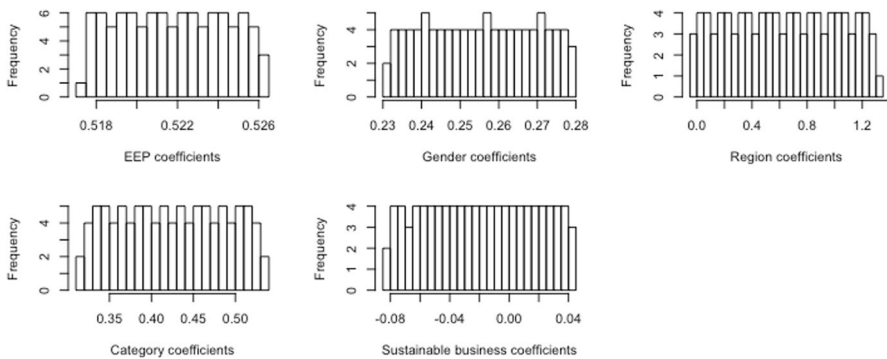 Frequency
0 2 4 6
0.518 0.522 0.526
EEP coefficients
Frequency
0 2 4
0.23 0.24 0.25 0.26 0.27 0.28
Gender coefficients
Frequency
0 1 2 3 4
0.0 0.4 0.8 1.2
Region coefficients
Frequency
0 2 4
0.35 0.40 0.45 0.50
Category coefficients
Frequency
0 1 2 3 4
-0.08 -0.04 0.00 0.04
Sustainable business coefficients